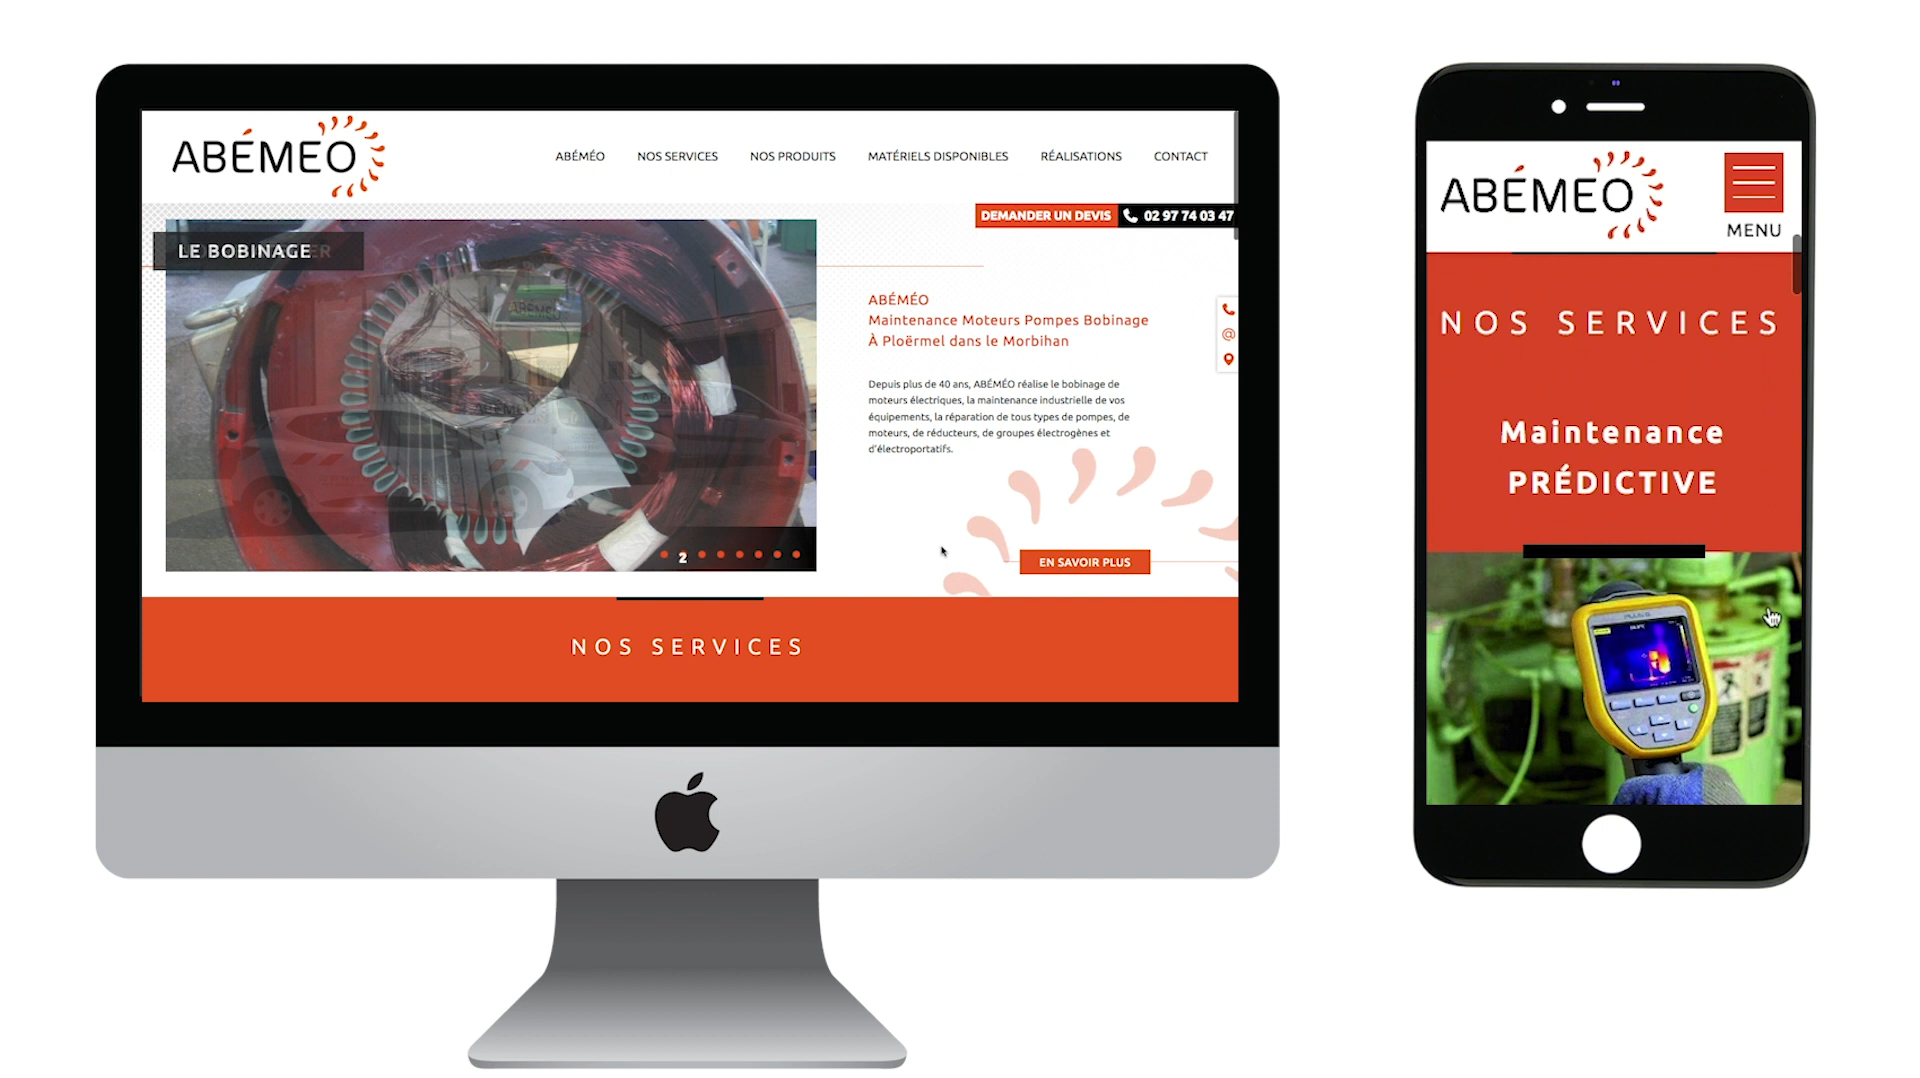 ABÉMEO
ABÉMÉO
NOS SERVICES
NOS PRODUITS
MATÉRIELS DISPONIBLES
RÉALISATIONS
CONTACT
DEMANDER UN DEVIS
02 97 74 03 47
LE BOBINAGE
ABÉMÉO
Maintenance Moteurs Pompes Bobinage
À Ploërmel dans le Morbihan
Depuis plus de 40 ans, ABÉMÉO réalise le bobinage de
moteurs électriques, la maintenance industrielle de vos
équipements, la réparation de tous types de pompes, de
moteurs, de réducteurs, de groupes électrogènes et
d'électroportatifs.
2
EN SAVOIR PLUS
NOS SERVICES
ABÉMEO
MENU
NOS SERVICES
Maintenance
PRÉDICTIVE